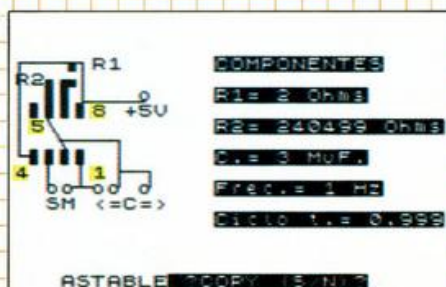 R1
COMPONENTES
R2
R1= 2 Ohms
8 +5V
5
R2= 240499 Ohms
4
1
C.= 3 MuF.
SM <=C=>
Frec.= 1 Hz
Ciclo t.= 0.999
ASTABLE ?COPY (S/N)?